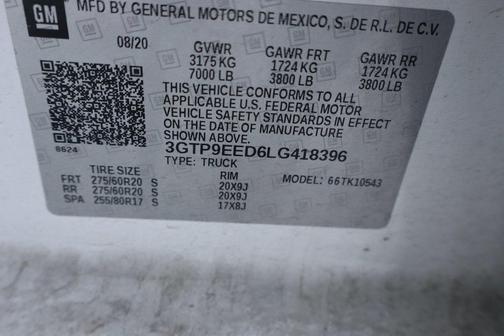 GM
MFD BY GENERAL MOTORS DE MEXICO, S. DE R.L. DE C.V.
08/20 GVWR GAWR FRT GAWR RR
3175 KG 1724 KG 1724 KG
7000 LB 3800 LB 3800 LB
THIS VEHICLE CONFORMS TO ALL
APPLICABLE U.S. FEDERAL MOTOR
VEHICLE SAFETY STANDARDS IN EFFECT
ON THE DATE OF MANUFACTURE
SHOWN ABOVE.
3GTP9EED6LG418396
8624 TYPE: TRUCK
TIRE SIZE RIM MODEL: 66TK10543
FRT 275/60R20 S 20X9J
RR 275/60R20 S 20X9J
SPA 255/80R17 S 17X8J